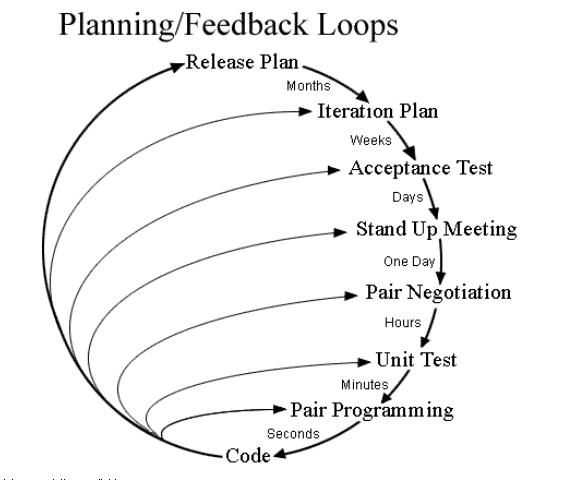 Planning/Feedback Loops
Release Plan
Months
Iteration Plan
Weeks
Acceptance Test
Days
Stand Up Meeting
One Day
Pair Negotiation
Hours
Unit Test
Minutes
Pair Programming
Seconds
Code